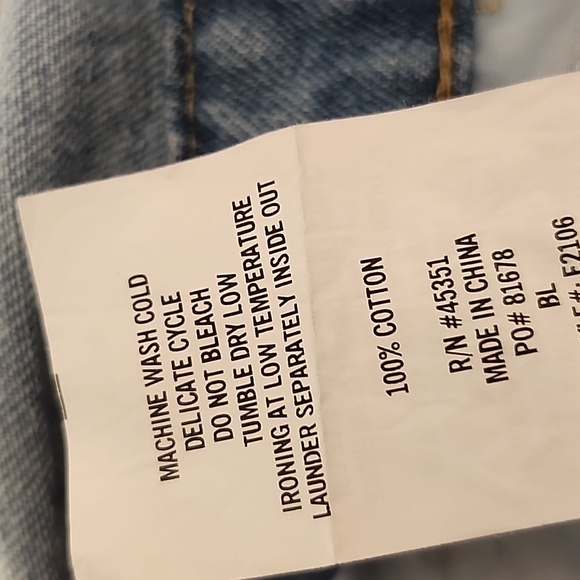 MACHINE WASH COLD
DELICATE CYCLE
DO NOT BLEACH
TUMBLE DRY LOW
IRONING AT LOW TEMPERATURE
LAUNDER SEPARATELY INSIDE OUT
100% COTTON
R/N #45351
MADE IN CHINA
PO# 81678
BL
F2106